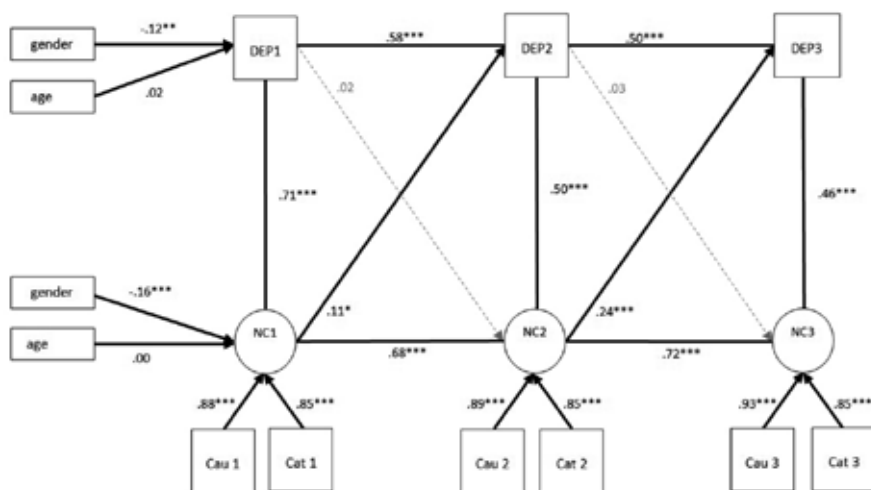 gender
-.12**
DEP1
.58***
DEP2
.50***
DEP3
age
.02
.02
.03
.71***
.50***
.46***
gender
-.16***
.11*
.24***
NC1
NC2
NC3
age
.00
.68***
.72***
.88***
.85***
.89***
.85***
.93***
.85***
Cau 1
Cat 1
Cau 2
Cat 2
Cau 3
Cat 3